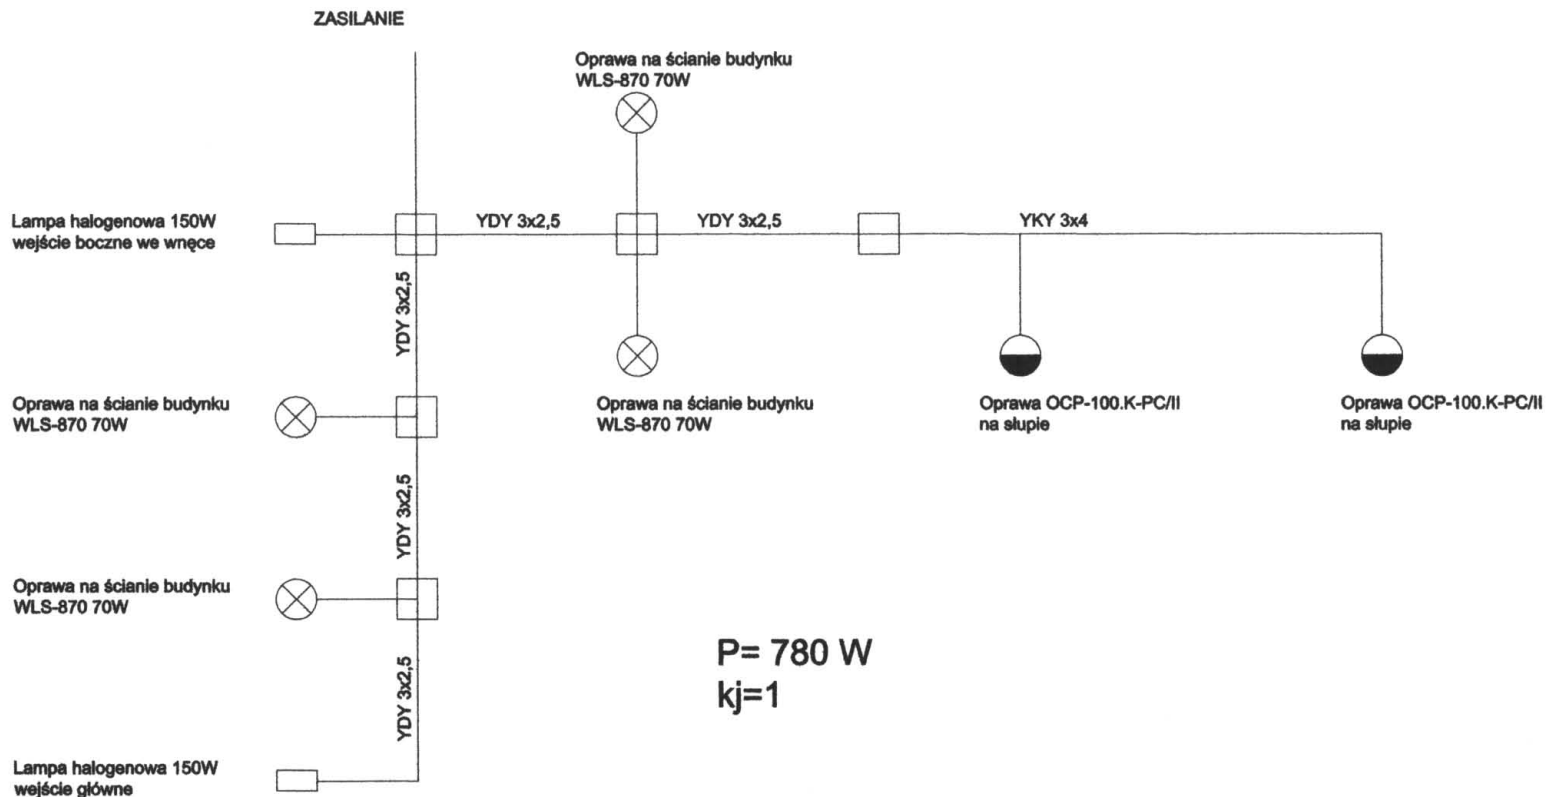 ZASILANIE
Oprawa na ścianie budynku
WLS-870 70W
Lampa halogenowa 150W
wejście boczne we wnęce
YDY 3x2,5
YDY 3x2,5
YKY 3x4
YDY 3x2,5
Oprawa na ścianie budynku
WLS-870 70W
Oprawa na ścianie budynku
WLS-870 70W
Oprawa OCP-100.K-PC/II
na słupie
Oprawa OCP-100.K-PC/II
na słupie
YDY 3x2,5
Oprawa na ścianie budynku
WLS-870 70W
P= 780 W
kj=1
YDY 3x2,5
Lampa halogenowa 150W
wejście główne